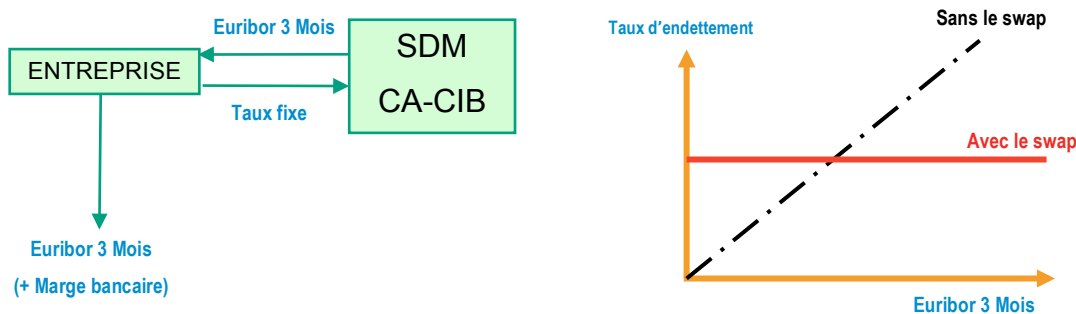 Euribor 3 Mois
SDM
CA-CIB
ENTREPRISE
Taux fixe
Euribor 3 Mois
(+ Marge bancaire)
Sans le swap
Taux d'endettement
Avec le swap
Euribor 3 Mois